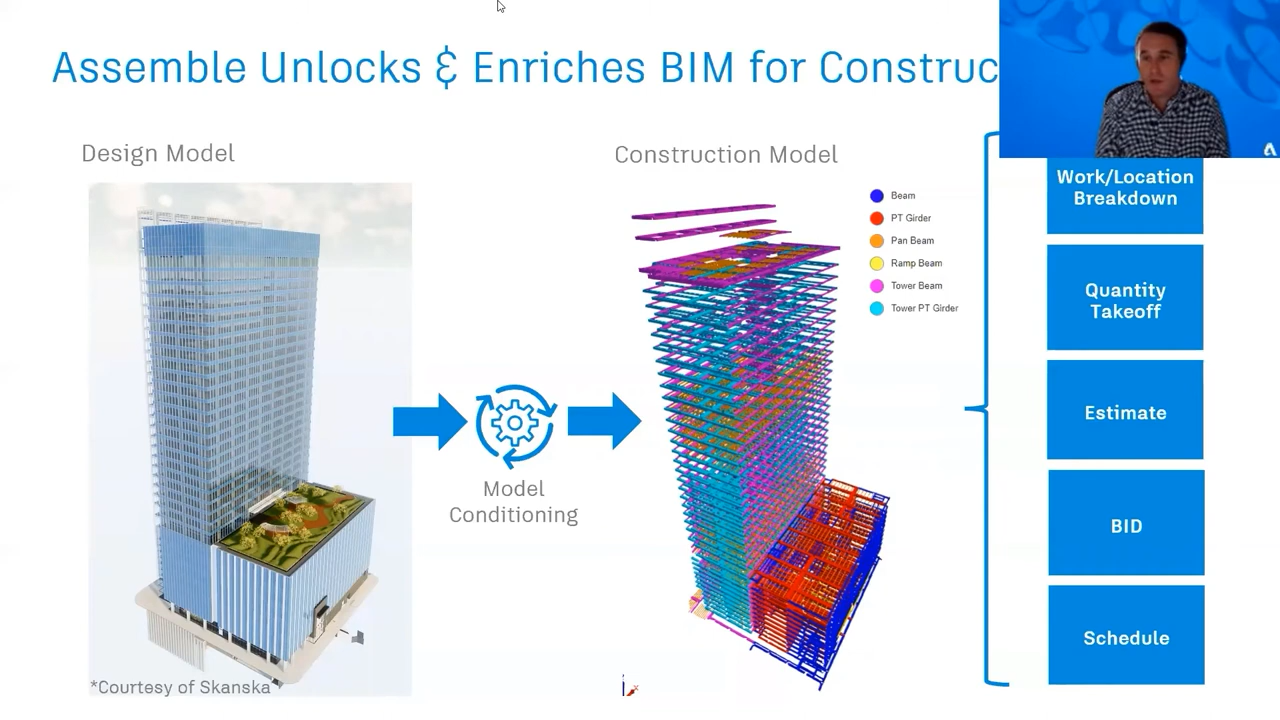 Assemble Unlocks & Enriches BIM for Construc
Design Model
Construction Model
Beam
PT Girder
Pan Beam
Ramp Beam
Tower Beam
Tower PT Girder
Model
Conditioning
*Courtesy of Skanska
Work/Location
Breakdown
Quantity
Takeoff
Estimate
BID
Schedule